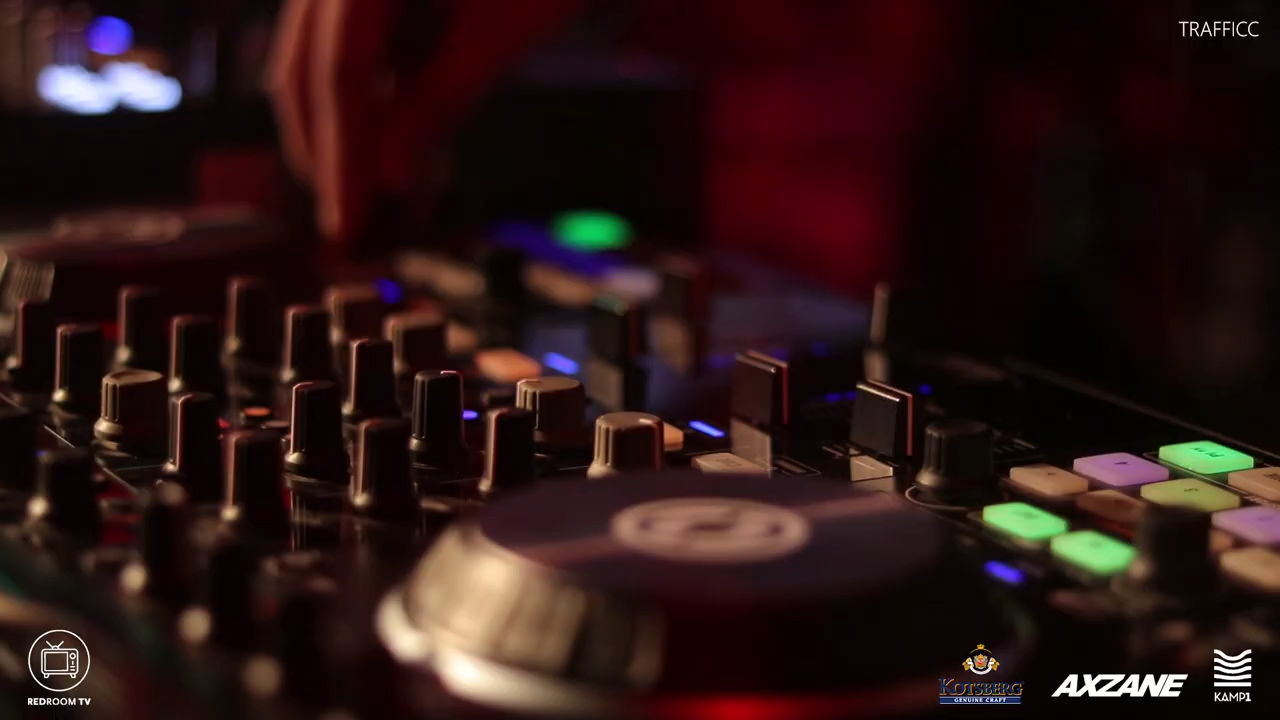 TRAFFICC
REDROOM TV
KOTSBERG
GENUINE CRAFT
AXZANE
KAMP1